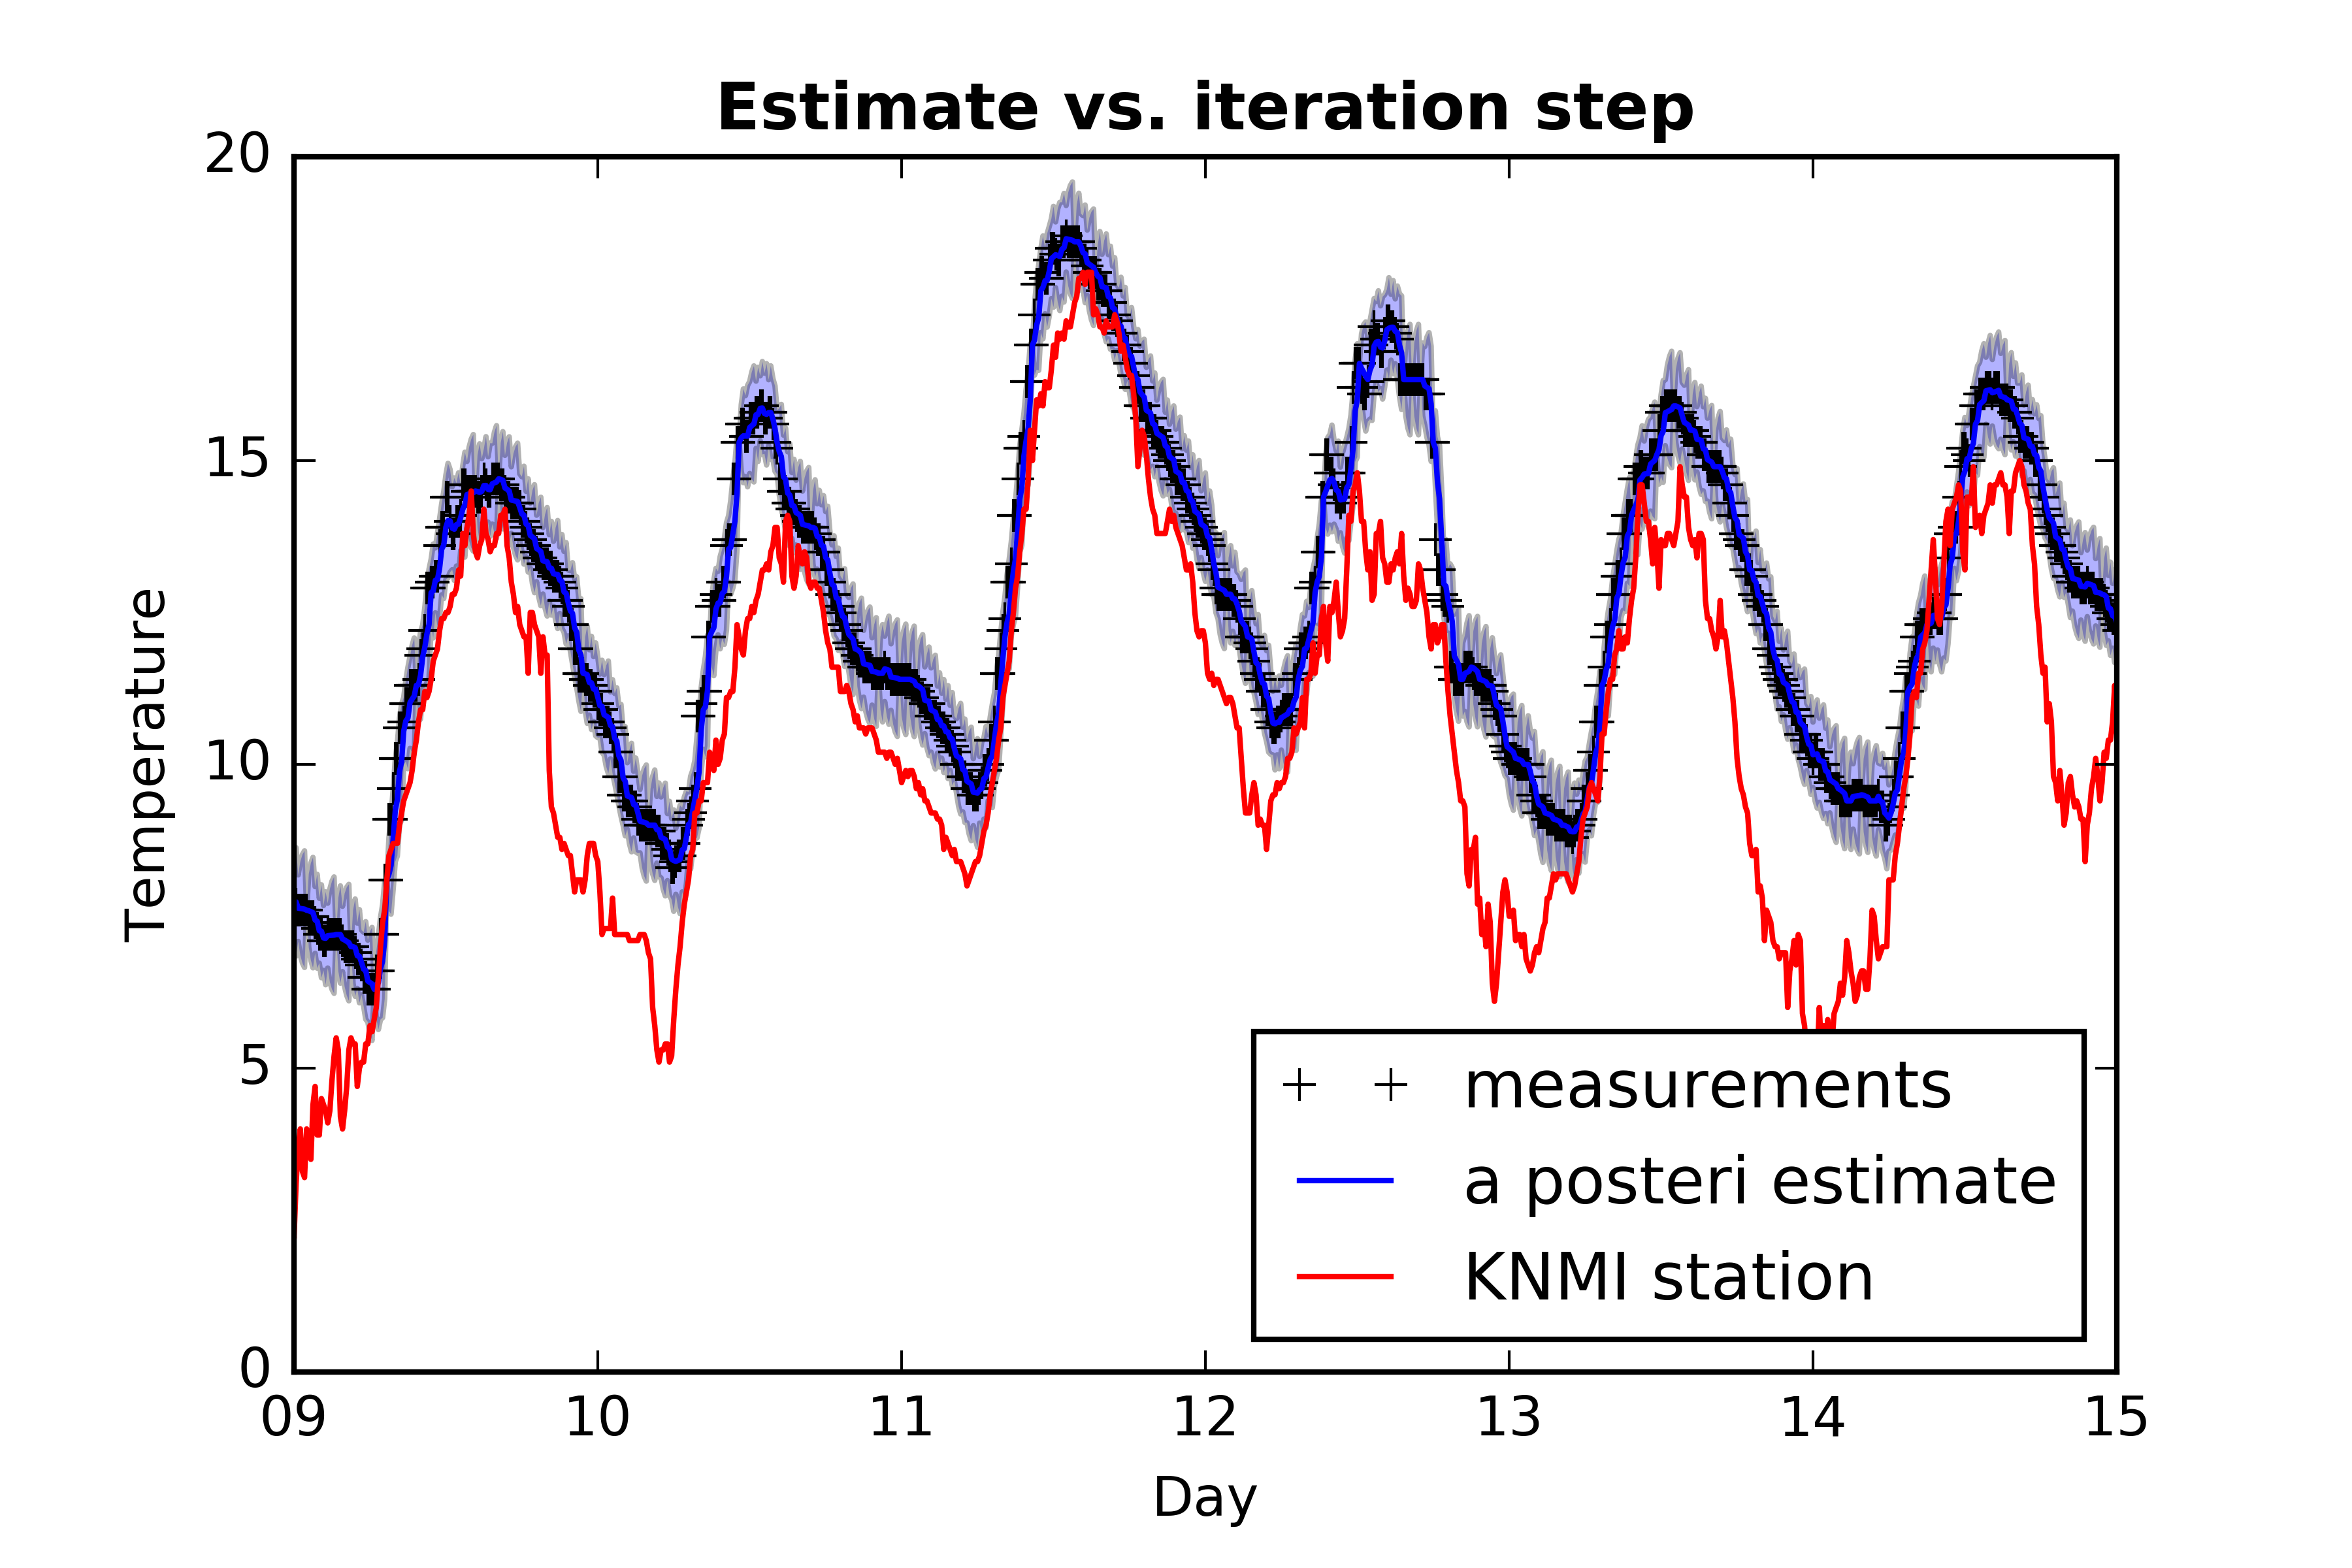 Estimate vs. iteration step
20
15
10
5
0
Temperature
measurements
a posteri estimate
KNMI station
09 10 11 12 13 14 15
Day